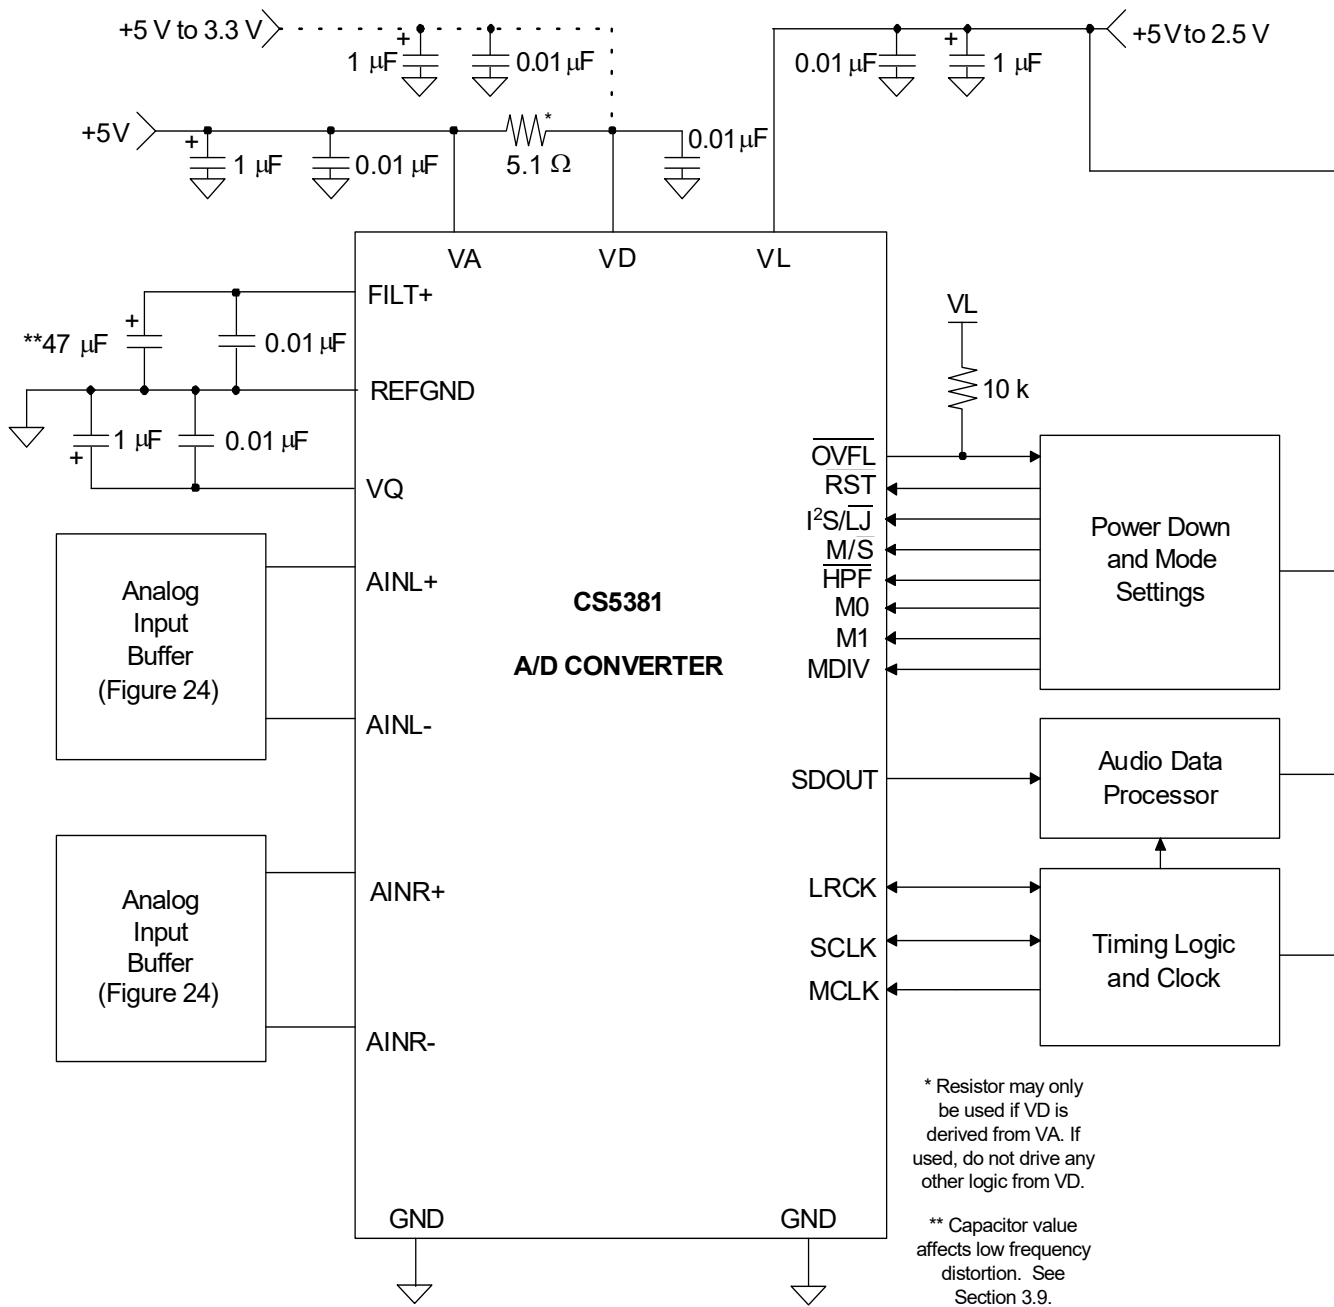 +5 V to 3.3 V
+
1 µF
0.01 µF
0.01 µF
+
1 µF
+5V to 2.5 V
+5V
+
1 µF
0.01 µF
*
5.1 Ω
0.01 µF
VA
VD
VL
FILT+
+
**47 µF
0.01 µF
REFGND
+
1 µF
0.01 µF
VQ
VL
10 k
OVFL
RST
I²S/LJ
M/S
HPF
M0
M1
MDIV
Power Down
and Mode
Settings
Analog
Input
Buffer
(Figure 24)
AINL+
AINL-
CS5381
A/D CONVERTER
SDOUT
Audio Data
Processor
Analog
Input
Buffer
(Figure 24)
AINR+
AINR-
LRCK
SCLK
MCLK
Timing Logic
and Clock
* Resistor may only
be used if VD is
derived from VA. If
used, do not drive any
other logic from VD.
GND
GND
** Capacitor value
affects low frequency
distortion. See
Section 3.9.